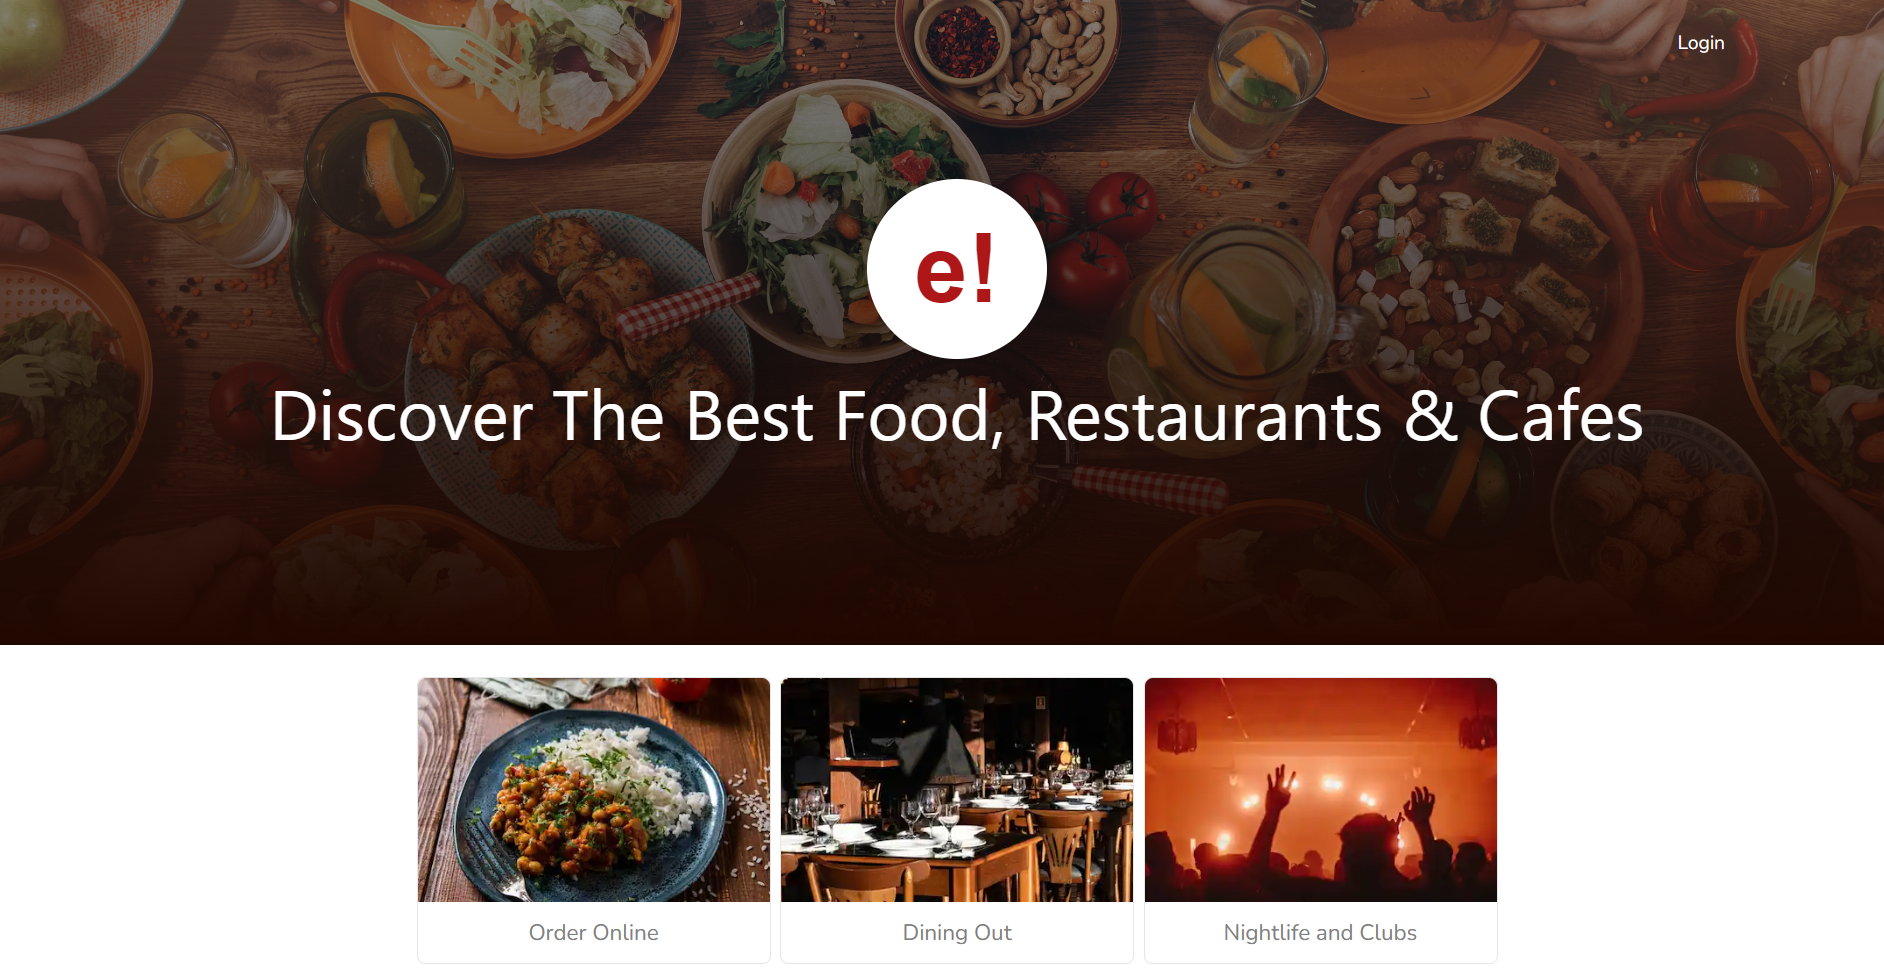 Login
e!
Discover The Best Food, Restaurants & Cafes
Order Online
Dining Out
Nightlife and Clubs